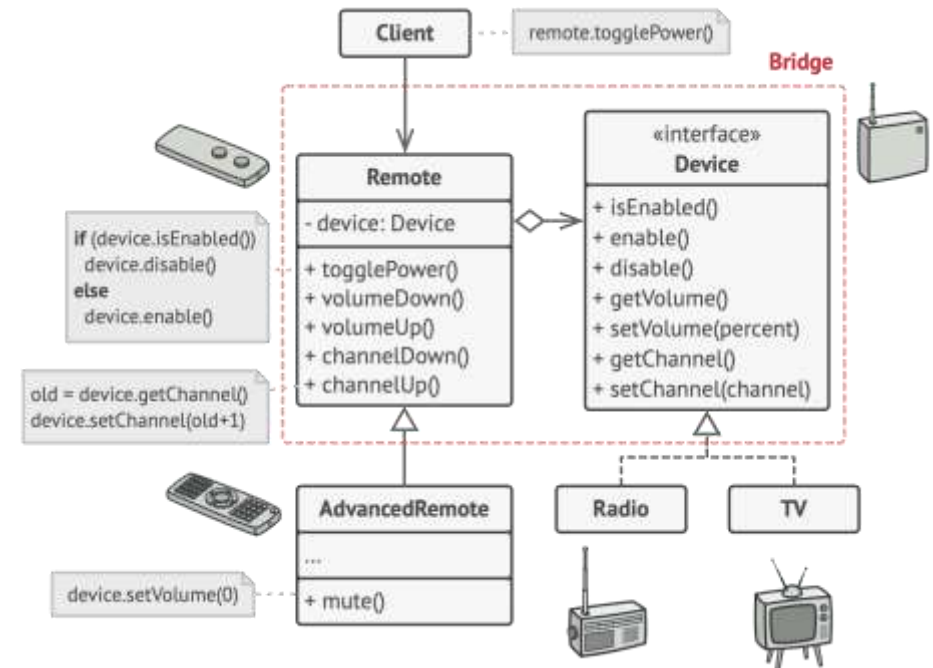 Client
remote.togglePower()
Bridge
Remote
- device: Device
+ togglePower()
+ volumeDown()
+ volumeUp()
+ channelDown()
+ channelUp()
«interface»
Device
+ isEnabled()
+ enable()
+ disable()
+ getVolume()
+ setVolume(percent)
+ getChannel()
+ setChannel(channel)
if (device.isEnabled())
device.disable()
else
device.enable()
old = device.getChannel()
device.setChannel(old+1)
AdvancedRemote
...
+ mute()
device.setVolume(0)
Radio
TV